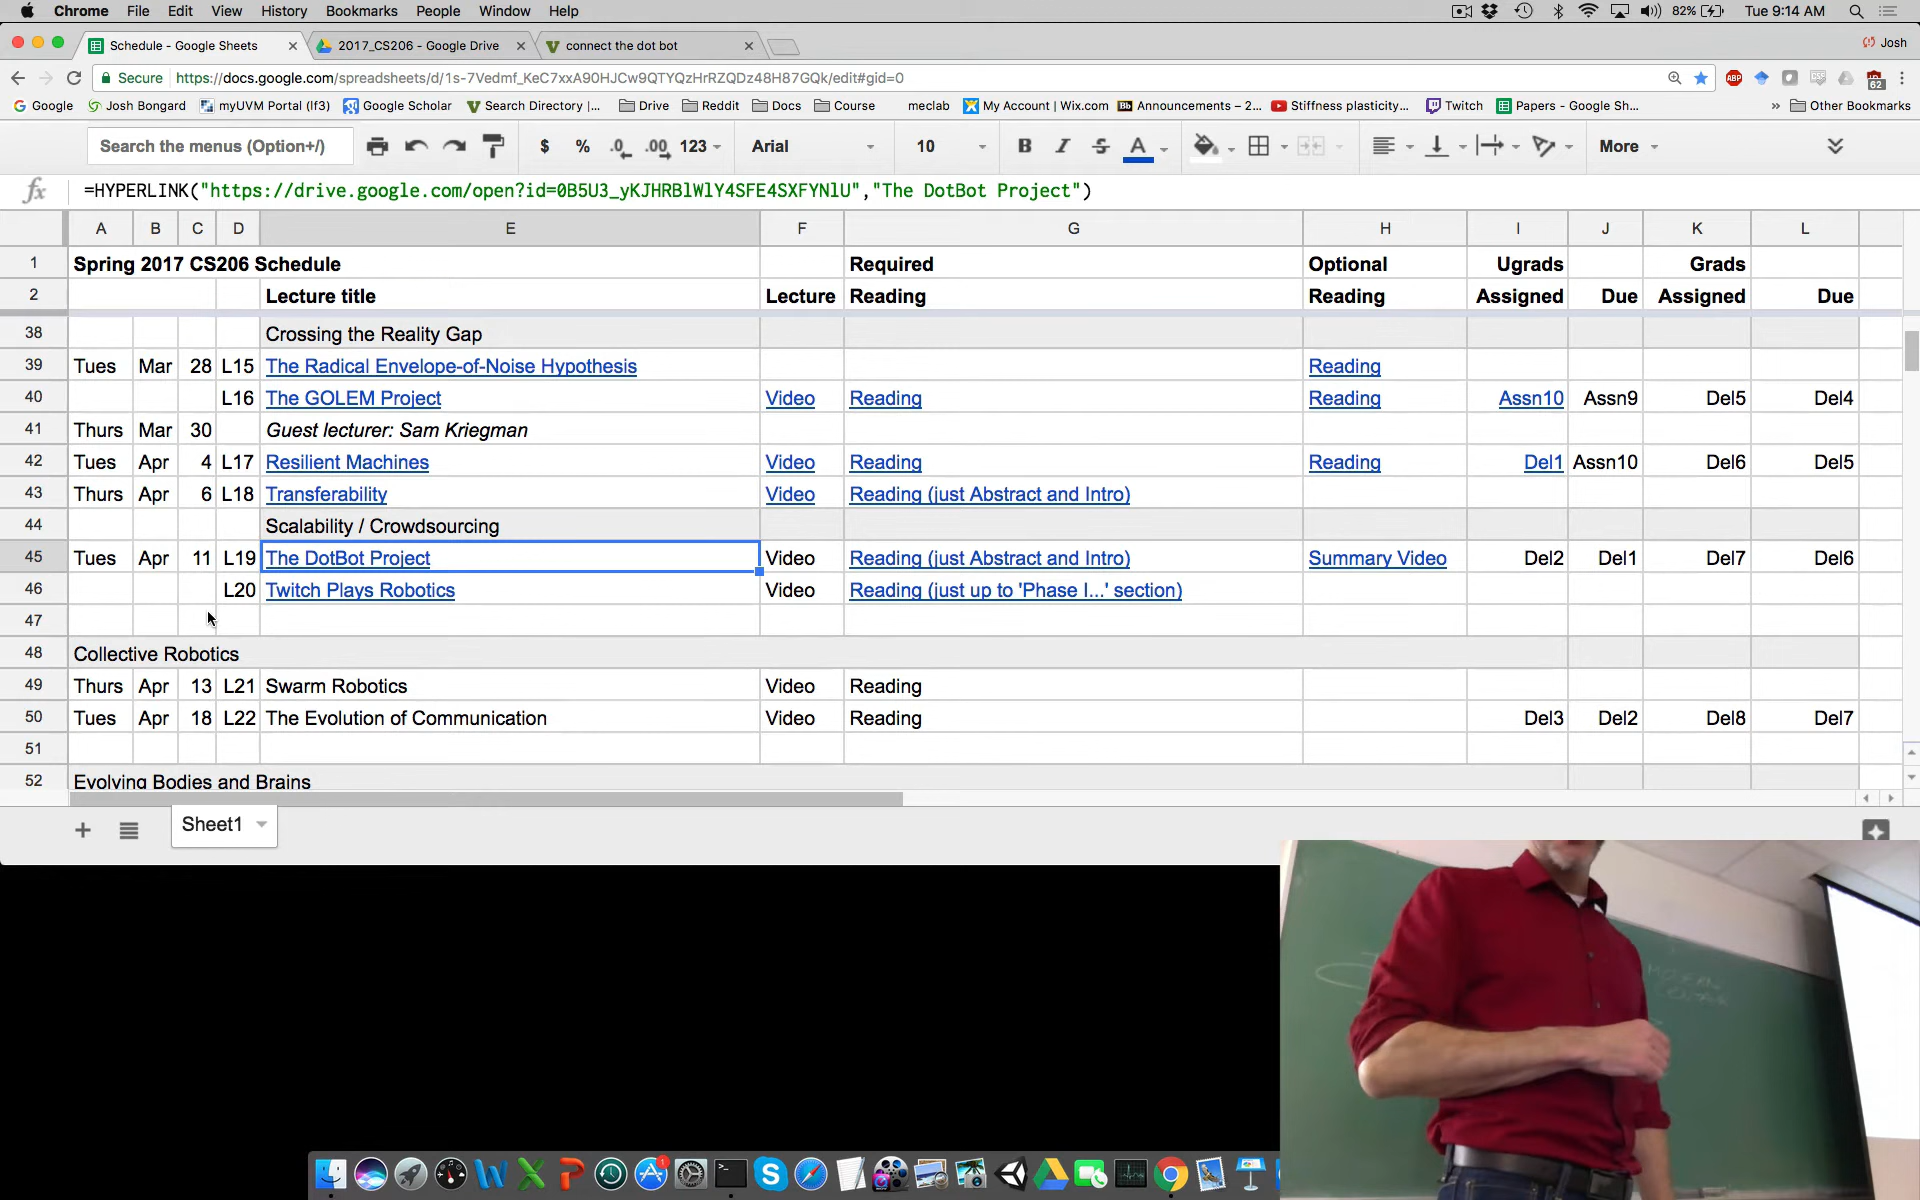 Chrome File Edit View History Bookmarks People Window Help 82% Tue 9:14 AM
Schedule - Google Sheets 2017_CS206 - Google Drive connect the dot bot Josh
Secure https://docs.google.com/spreadsheets/d/1s-7Vedmf_KeC7xxA90HJCw9QTYQzHrRZQDz48H87GQk/edit#gid=0 ABP 62
Google Josh Bongard myUVM Portal (lf3) Google Scholar Search Directory |... Drive Reddit Docs Course meclab My Account | Wix.com Bb Announcements – 2... Stiffness plasticity... Twitch Papers - Google Sh... » Other Bookmarks
Search the menus (Option+/) $ % .0 .00 123 Arial 10 B I S A More
fx =HYPERLINK("https://drive.google.com/open?id=0B5U3_yKJHRBlWlY4SFE4SXFYNlU","The DotBot Project")
A B C D E F G H I J K L
1 Spring 2017 CS206 Schedule Required Optional Ugrads Grads
2 Lecture title Lecture Reading Reading Assigned Due Assigned Due
38 Crossing the Reality Gap
39 Tues Mar 28 L15 The Radical Envelope-of-Noise Hypothesis Reading
40 L16 The GOLEM Project Video Reading Reading Assn10 Assn9 Del5 Del4
41 Thurs Mar 30 Guest lecturer: Sam Kriegman
42 Tues Apr 4 L17 Resilient Machines Video Reading Reading Del1 Assn10 Del6 Del5
43 Thurs Apr 6 L18 Transferability Video Reading (just Abstract and Intro)
44 Scalability / Crowdsourcing
45 Tues Apr 11 L19 The DotBot Project Video Reading (just Abstract and Intro) Summary Video Del2 Del1 Del7 Del6
46 L20 Twitch Plays Robotics Video Reading (just up to 'Phase I...' section)
47
48 Collective Robotics
49 Thurs Apr 13 L21 Swarm Robotics Video Reading
50 Tues Apr 18 L22 The Evolution of Communication Video Reading Del3 Del2 Del8 Del7
51
52 Evolving Bodies and Brains
+ Sheet1